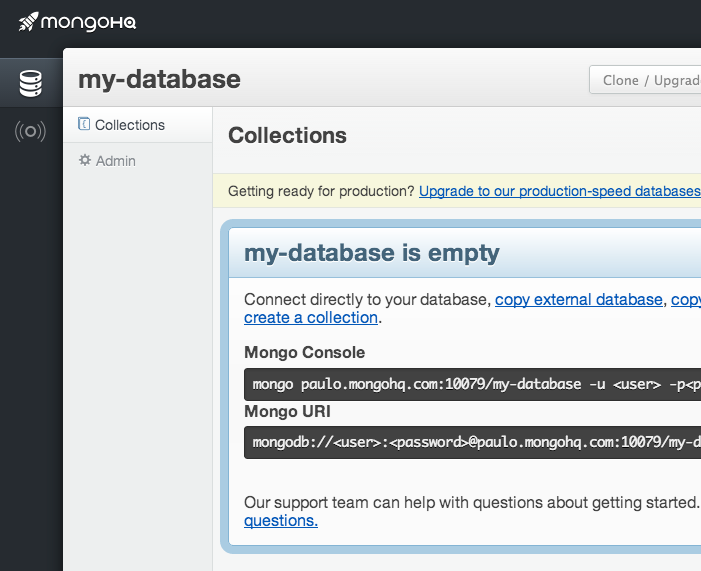 mongoHQ
my-database
Clone / Upgrad
Collections
Admin
Collections
Getting ready for production? Upgrade to our production-speed databases
my-database is empty
Connect directly to your database, copy external database, copy
create a collection.
Mongo Console
mongo paulo.mongohq.com:10079/my-database -u <user> -p<p
Mongo URI
mongodb://<user>:<password>@paulo.mongohq.com:10079/my-d
Our support team can help with questions about getting started.
questions.